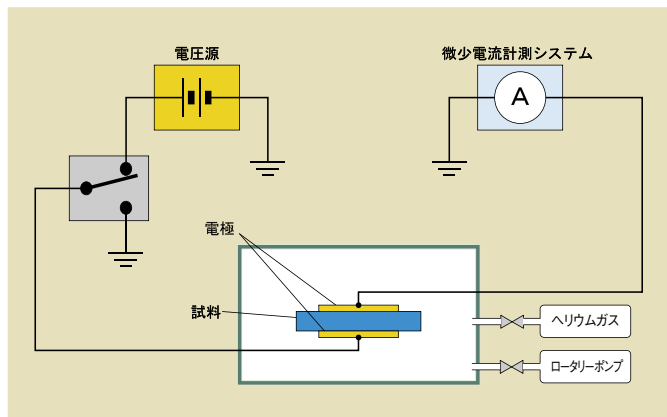 電圧源
微少電流計測システム
A
電極
試料
ヘリウムガス
ロータリーポンプ